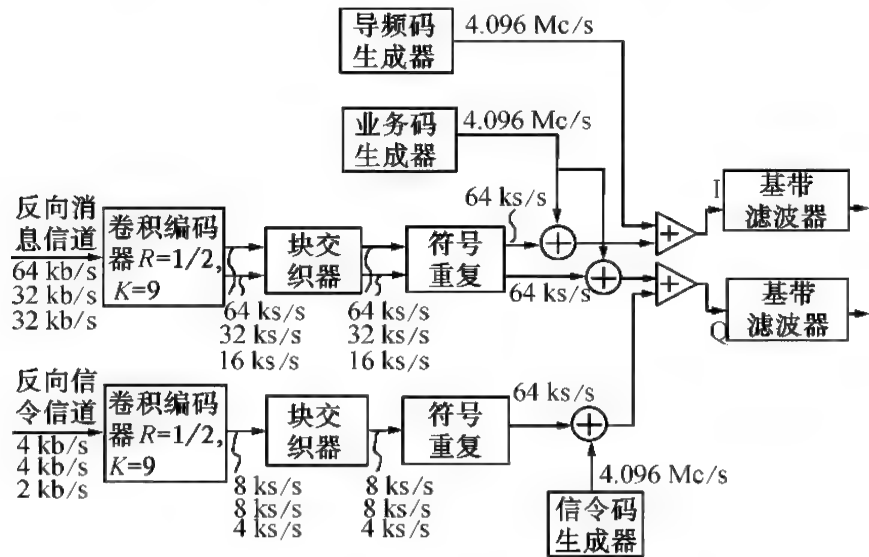 导频码
生成器
4.096 Mc/s
业务码
生成器
4.096 Mc/s
反向消
息信道
64 kb/s
32 kb/s
32 kb/s
卷积编码
器R=1/2,
K=9
64 ks/s
32 ks/s
16 ks/s
块交
织器
64 ks/s
32 ks/s
16 ks/s
符号
重复
64 ks/s
64 ks/s
+
+
+
+
I
基带
滤波器
Q
基带
滤波器
反向信
令信道
4 kb/s
4 kb/s
2 kb/s
卷积编码
器R=1/2,
K=9
8 ks/s
8 ks/s
4 ks/s
块交
织器
8 ks/s
8 ks/s
4 ks/s
符号
重复
64 ks/s
+
4.096 Mc/s
信令码
生成器